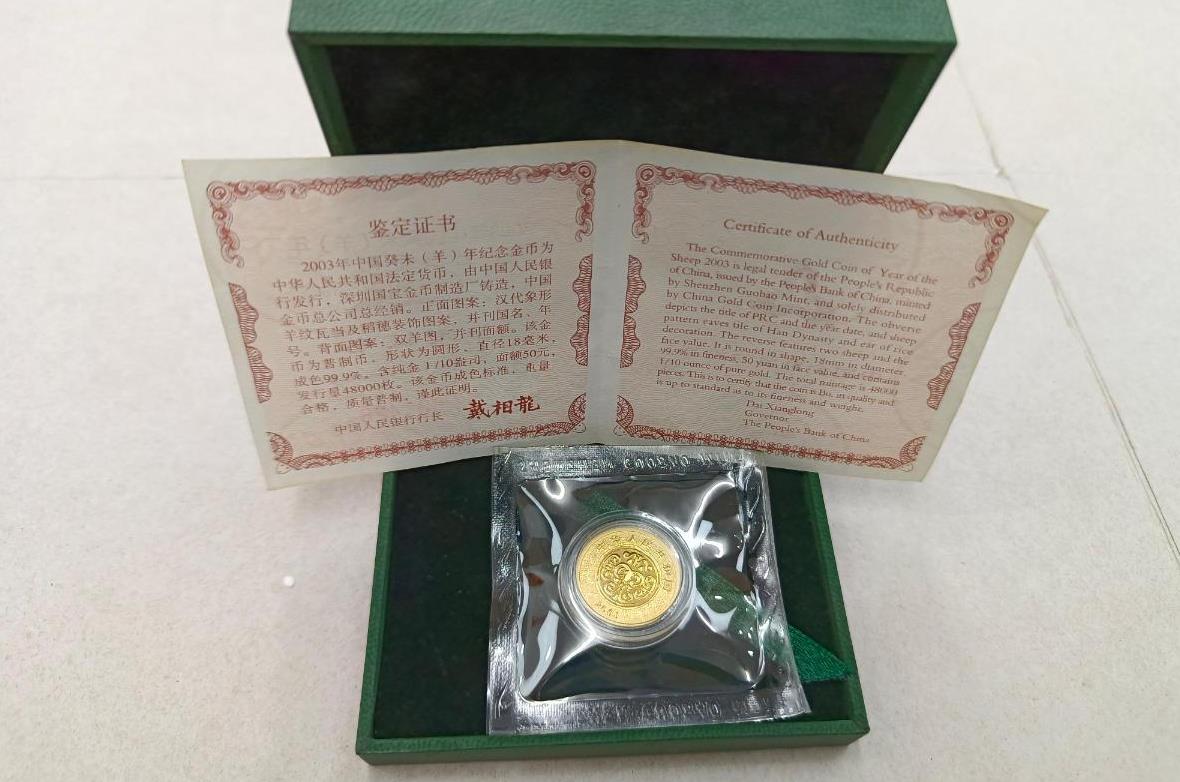 鉴定证书
2003年中国癸未（羊）年纪念金币为
中华人民共和国法定货币，由中国人民银
行发行，深圳国宝金币制造厂铸造，中国
金币总公司总经销。正面图案：汉代象形
羊纹瓦当及稻穗装饰图案，并刊国名、年
号。背面图案：双羊图，并刊面额。该金
币为普制币，形状为圆形，直径18毫米，
成色99.9%，含纯金1/10盎司，面额50元，
发行量48000枚。该金币成色标准，重量
合格，质量普制，谨此证明。
中国人民银行行长 戴相龍
Certificate of Authenticity
The Commemorative Gold Coin of Year of the
Sheep 2003 is legal tender of the People's Republic
of China, issued by the People's Bank of China, minted
by Shenzhen Guobao Mint, and solely distributed
by China Gold Coin Incorporation. The obverse
depicts the title of PRC and the year date, and sheep
pattern eaves tile of Han Dynasty and ear of rice
decoration. The reverse features two sheep and the
face value. It is round in shape, 18mm in diameter,
99.9% in fineness, 50 yuan in face value, and contains
1/10 ounce of pure gold. The total mintage is 48000
pieces. This is to certify that the coin is Bu. in quality and
is up to standard as to its fineness and weight.
Dai Xianglong
Governor
The People's Bank of China